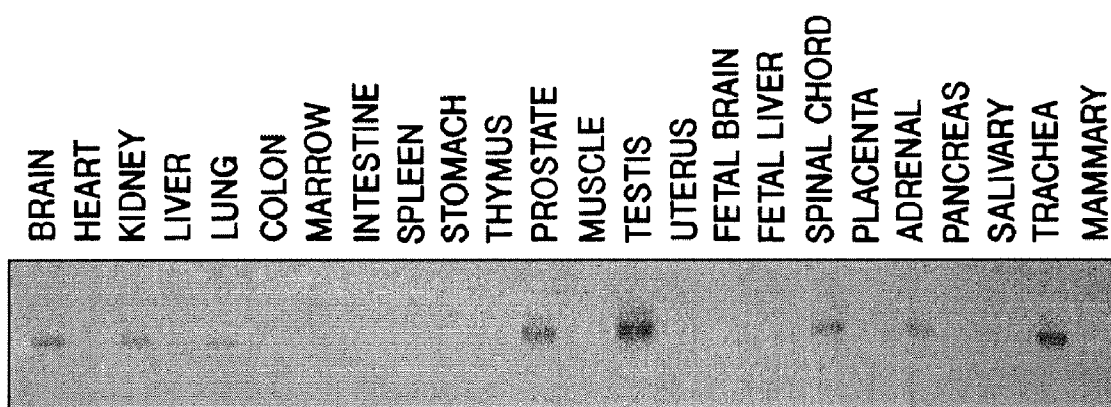 BRAIN
HEART
KIDNEY
LIVER
LUNG
COLON
MARROW
INTESTINE
SPLEEN
STOMACH
THYMUS
PROSTATE
MUSCLE
TESTIS
UTERUS
FETAL BRAIN
FETAL LIVER
SPINAL CHORD
PLACENTA
ADRENAL
PANCREAS
SALIVARY
TRACHEA
MAMMARY